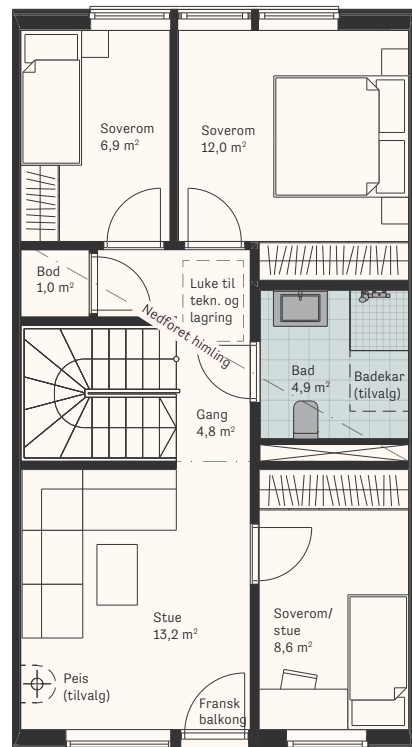 Soverom
6,9 m²
Soverom
12,0 m²
Bod
1,0 m²
Luke til
tekn. og
lagring
Nedforet himling
Bad
4,9 m²
Badekar
(tilvalg)
Gang
4,8 m²
Stue
13,2 m²
Soverom/
stue
8,6 m²
Peis
(tilvalg)
Fransk
balkong